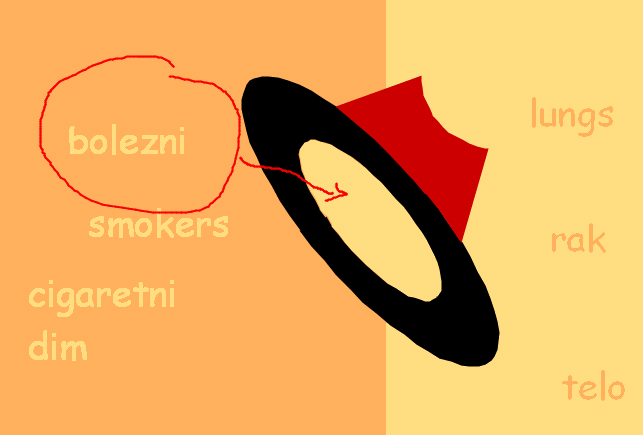 bolezni
smokers
cigaretni
dim
lungs
rak
telo